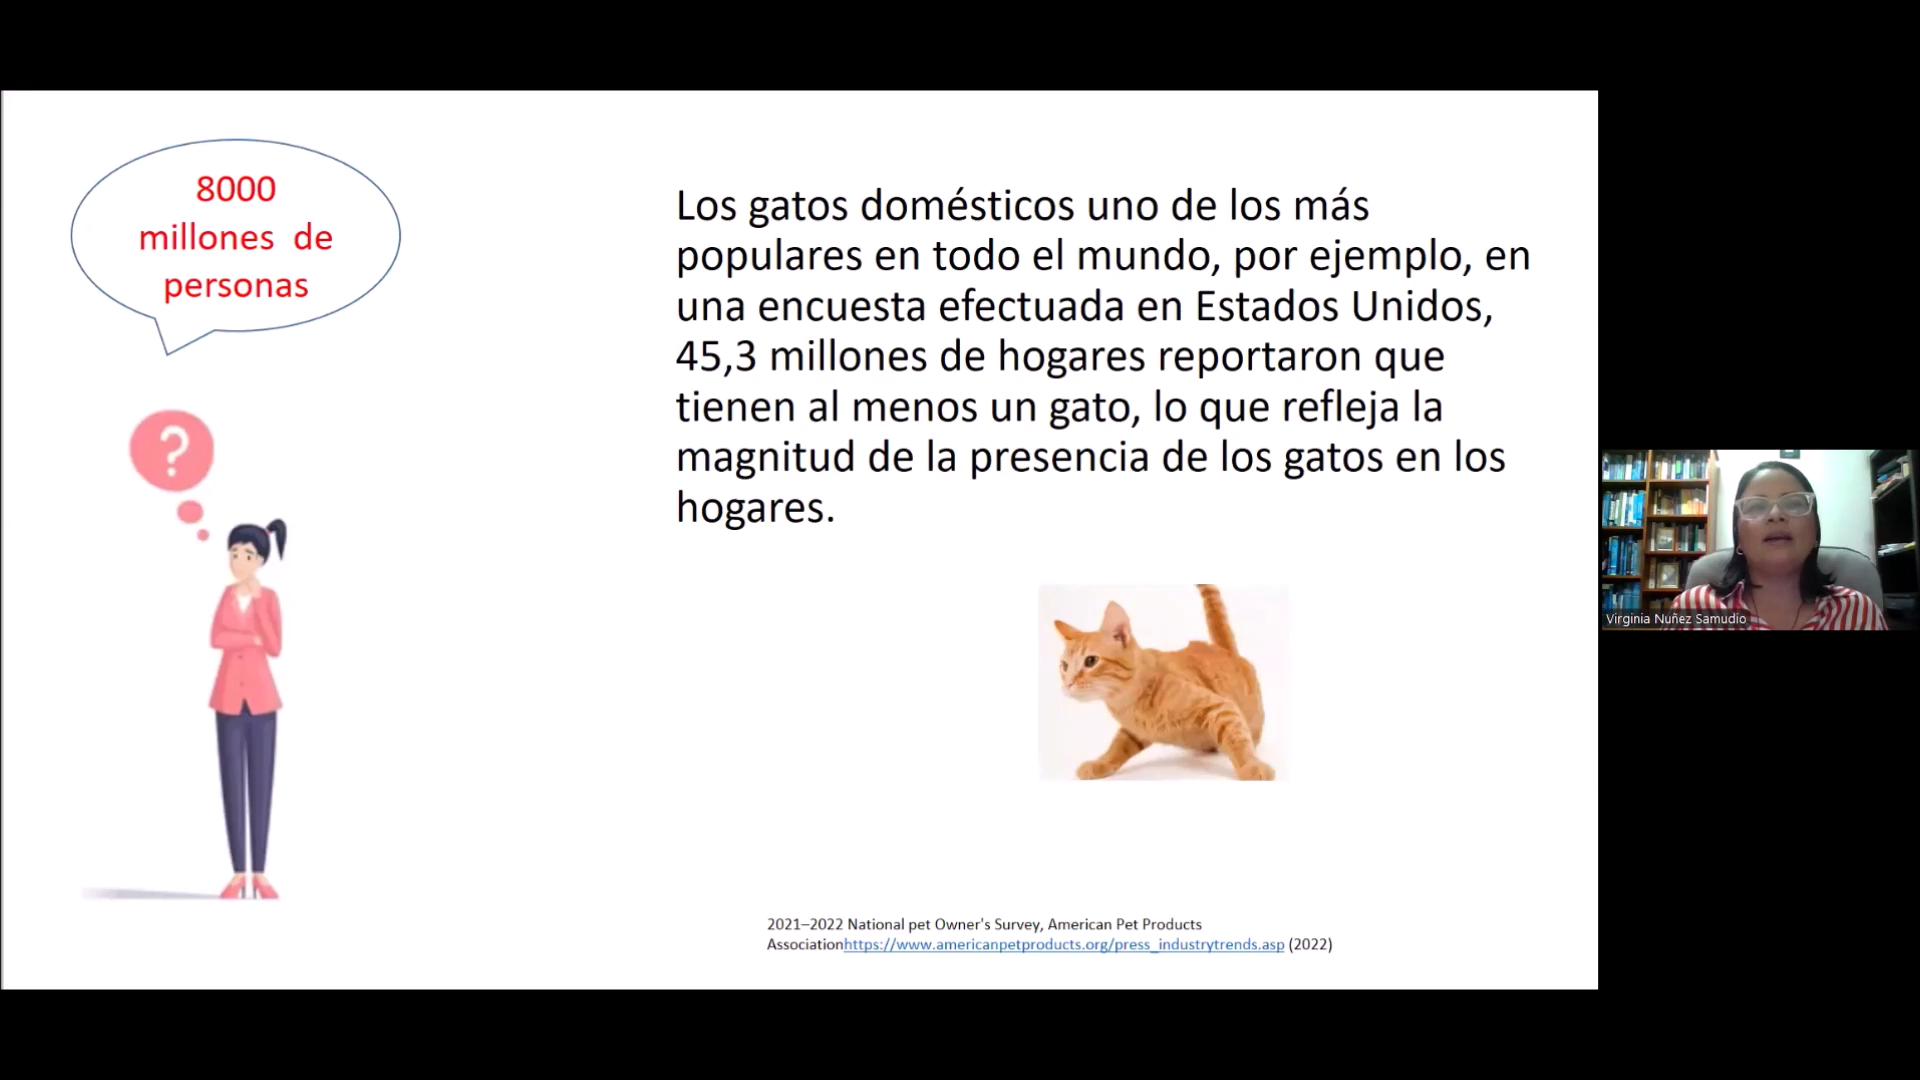 8000
millones de
personas
?
Los gatos domésticos uno de los más
populares en todo el mundo, por ejemplo, en
una encuesta efectuada en Estados Unidos,
45,3 millones de hogares reportaron que
tienen al menos un gato, lo que refleja la
magnitud de la presencia de los gatos en los
hogares.
Virginia Nuñez Samudio
2021–2022 National pet Owner's Survey, American Pet Products
Associationhttps://www.americanpetproducts.org/press_industrytrends.asp (2022)